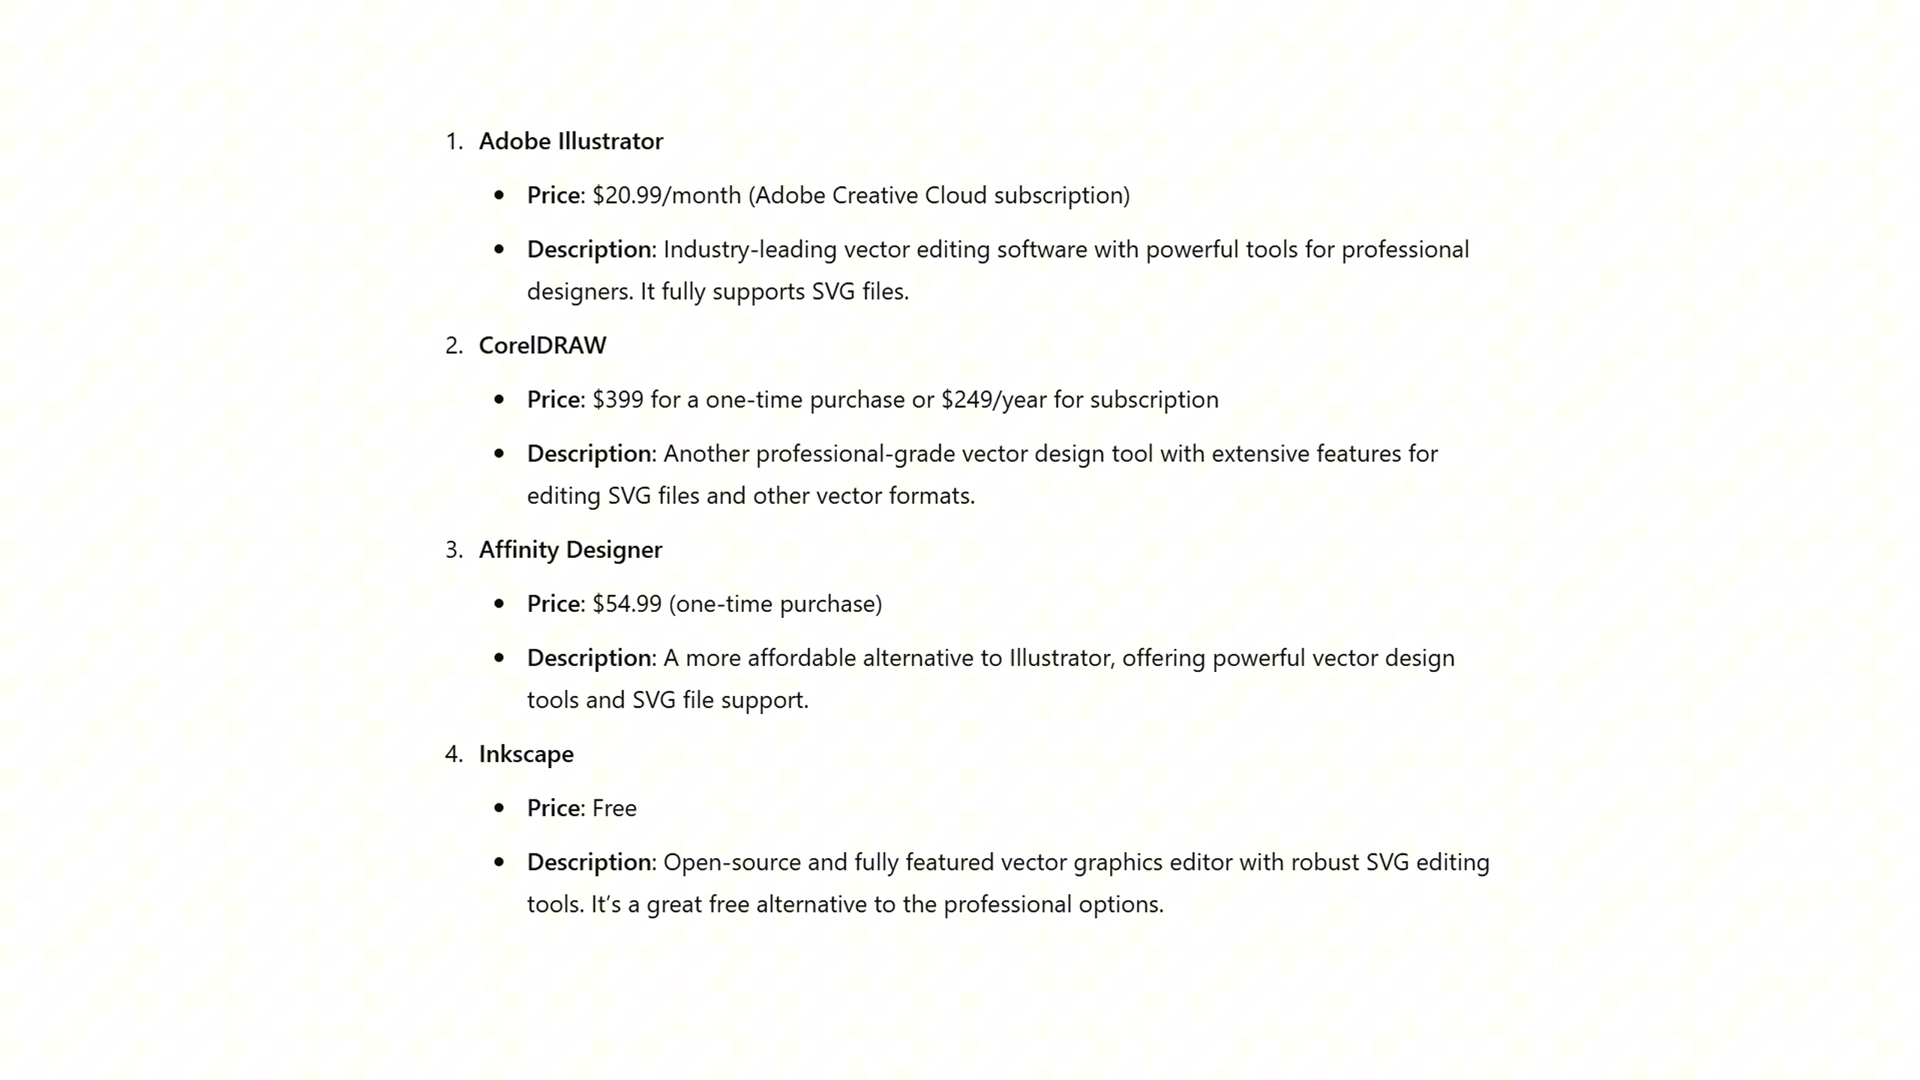 1. Adobe Illustrator
• Price: $20.99/month (Adobe Creative Cloud subscription)
• Description: Industry-leading vector editing software with powerful tools for professional
designers. It fully supports SVG files.
2. CorelDRAW
• Price: $399 for a one-time purchase or $249/year for subscription
• Description: Another professional-grade vector design tool with extensive features for
editing SVG files and other vector formats.
3. Affinity Designer
• Price: $54.99 (one-time purchase)
• Description: A more affordable alternative to Illustrator, offering powerful vector design
tools and SVG file support.
4. Inkscape
• Price: Free
• Description: Open-source and fully featured vector graphics editor with robust SVG editing
tools. It’s a great free alternative to the professional options.